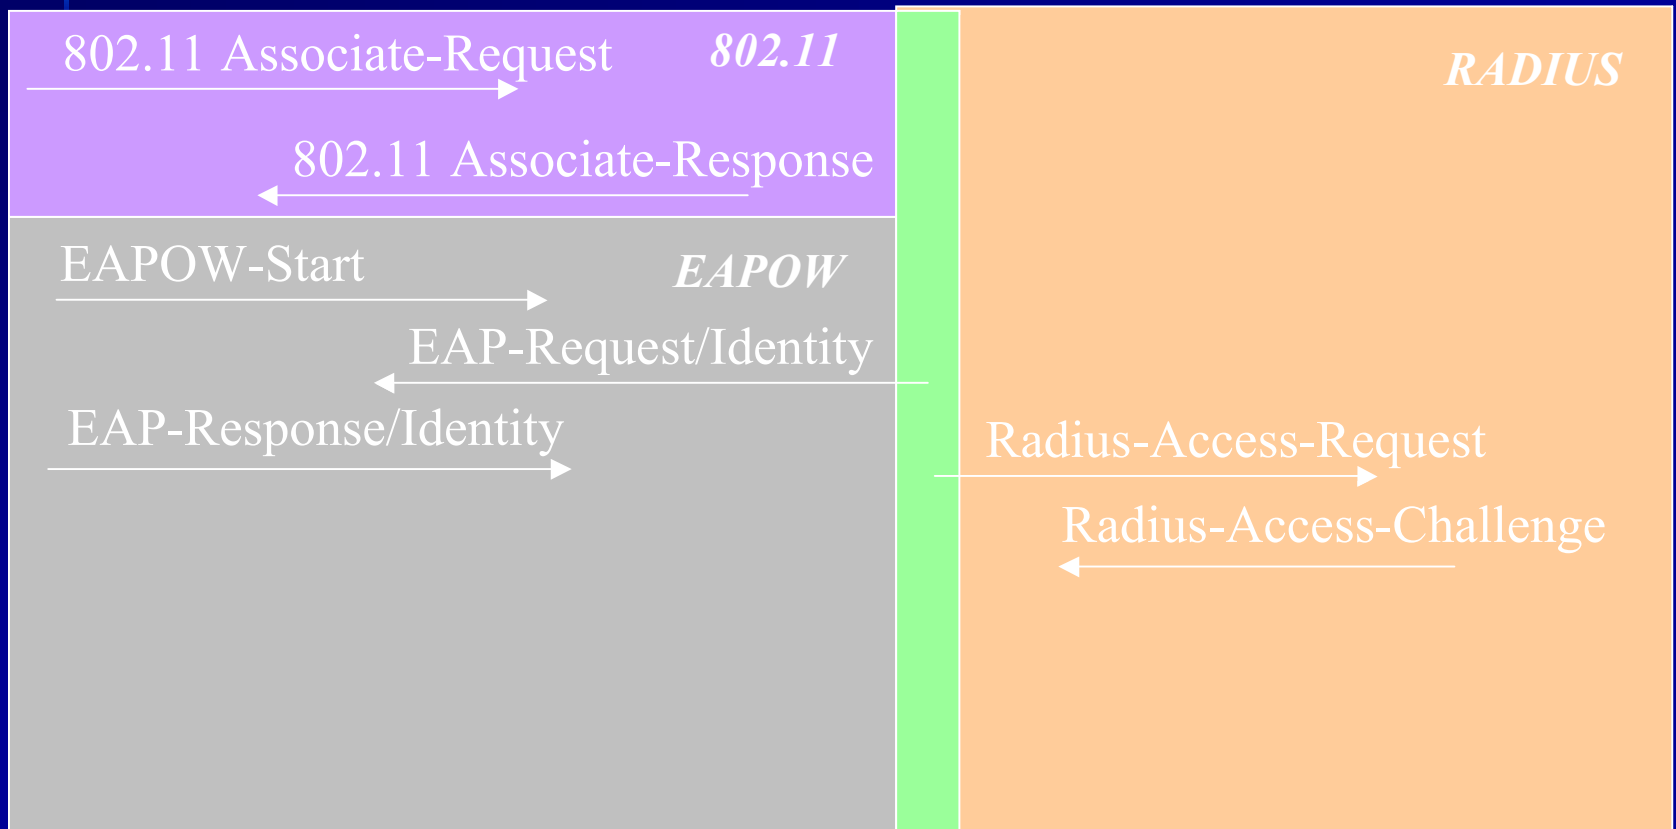 802.11 Associate-Request
802.11
RADIUS
802.11 Associate-Response
EAPOW-Start
EAPOW
EAP-Request/Identity
EAP-Response/Identity
Radius-Access-Request
Radius-Access-Challenge